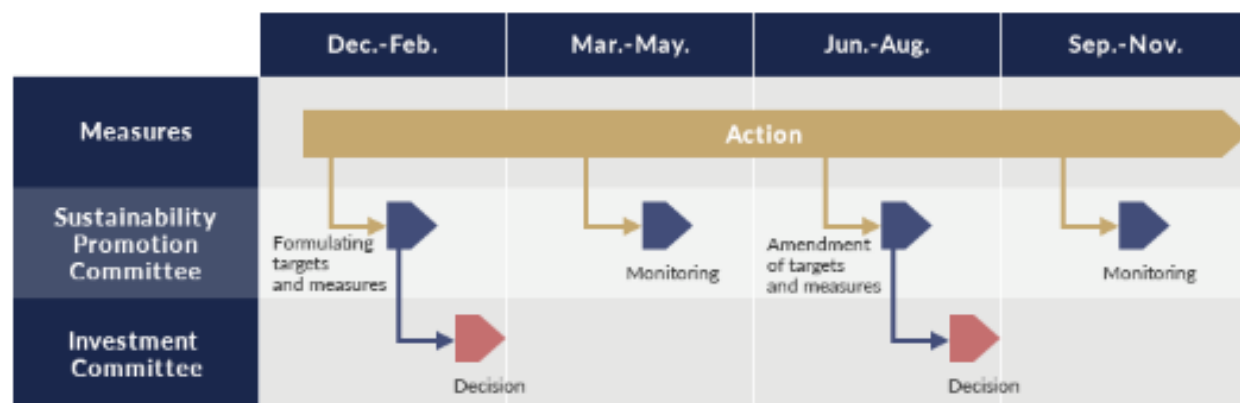 Dec.-Feb. Mar.-May. Jun.-Aug. Sep.-Nov.
Measures
Action
Sustainability
Promotion
Committee
Formulating
targets
and measures
Monitoring
Amendment
of targets
and measures
Monitoring
Investment
Committee
Decision
Decision